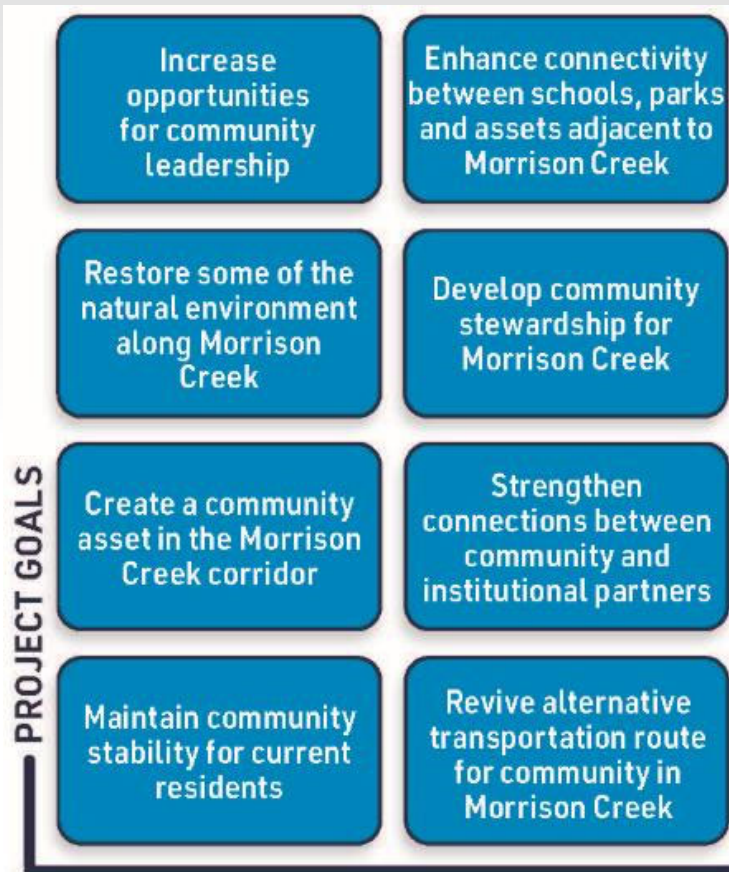 Increase
opportunities
for community
leadership
Enhance connectivity
between schools, parks
and assets adjacent to
Morrison Creek
Restore some of the
natural environment
along Morrison
Creek
Develop community
stewardship for
Morrison Creek
Create a community
asset in the Morrison
Creek corridor
Strengthen
connections between
community and
institutional partners
Maintain community
stability for current
residents
Revive alternative
transportation route
for community in
Morrison Creek
PROJECT GOALS